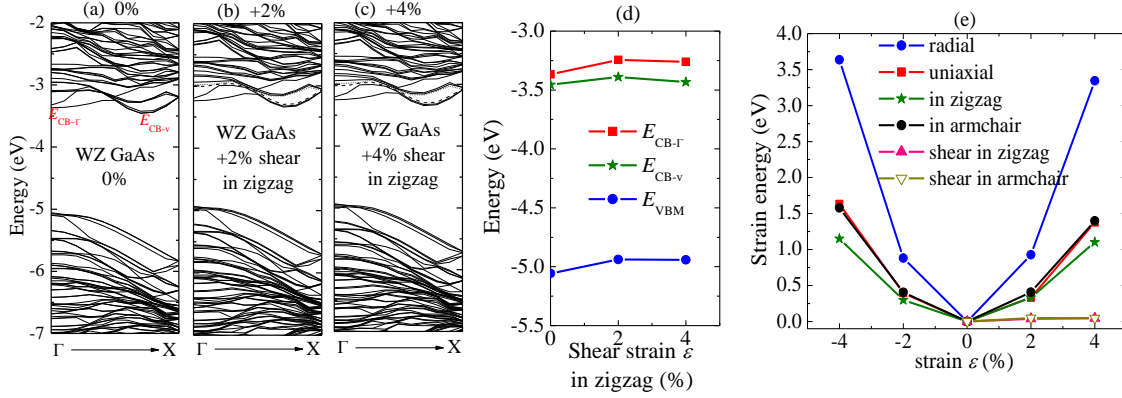 (a) 0%
(b) +2%
(c) +4%
(d)
(e)
Energy (eV)
-2
-3
-4
-5
-6
-7
E_CB-Γ
E_CB-v
WZ GaAs
0%
WZ GaAs
+2% shear
in zigzag
WZ GaAs
+4% shear
in zigzag
Γ
X
Γ
X
Γ
X
Energy (eV)
-3.0
-3.5
-4.0
-4.5
-5.0
-5.5
E_CB-Γ
E_CB-v
E_VBM
0
2
4
Shear strain ε
in zigzag (%)
Strain energy (eV)
4.0
3.5
3.0
2.5
2.0
1.5
1.0
0.5
0.0
radial
uniaxial
in zigzag
in armchair
shear in zigzag
shear in armchair
-4
-2
0
2
4
strain ε (%)